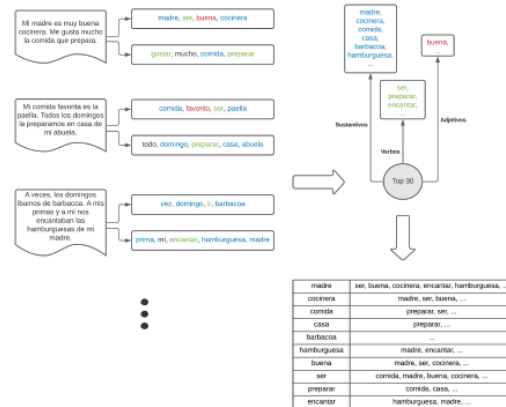 Mi madre es muy buena
cocinera. Me gusta mucho
la comida que prepara.
madre, ser, buena, cocinera
gustar, mucho, comida, preparar
Mi comida favorita es la
paella. Todos los domingos
la preparamos en casa de
mi abuela.
comida, favorito, ser, paella
todo, domingo, preparar, casa, abuela
A veces, los domingos
íbamos de barbacoa. A mis
primas y a mí nos
encantaban las
hamburguesas de mi
madre.
vez, domingo, ir, barbacoa
prima, mi, encantar, hamburguesa, madre
madre,
cocinera,
comida,
casa,
barbacoa,
hamburguesa,
...
buena,
...
ser,
preparar,
encantar,
...
Sustantivos
Verbos
Adjetivos
Top 30
madre ser, buena, cocinera, encantar, hamburguesa, ...
cocinera madre, ser, buena, ...
comida preparar, ser, ...
casa preparar, ...
barbacoa ...
hamburguesa madre, encantar, ...
buena madre, ser, cocinera, ...
ser comida, madre, buena, cocinera, ...
preparar comida, casa, ...
encantar hamburguesa, madre, ...